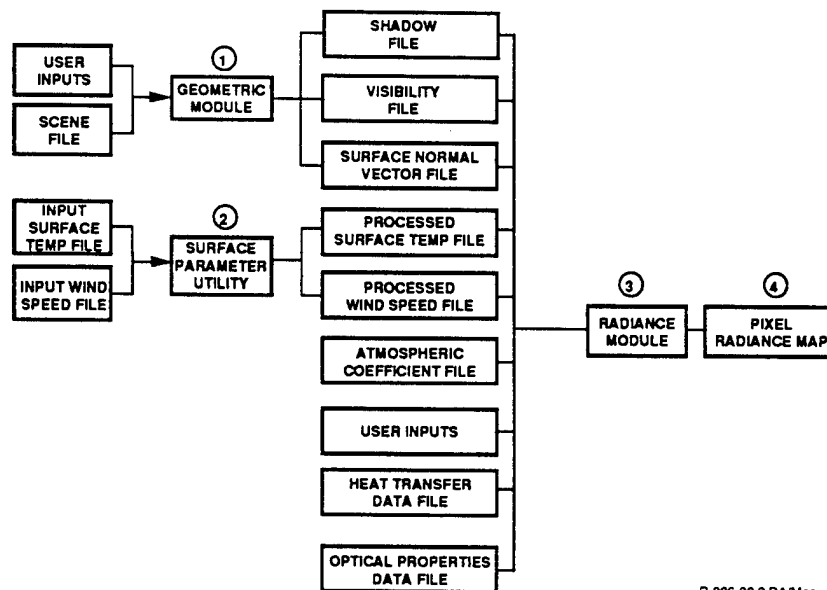 USER
INPUTS
SCENE
FILE
1
GEOMETRIC
MODULE
SHADOW
FILE
VISIBILITY
FILE
SURFACE NORMAL
VECTOR FILE
INPUT
SURFACE
TEMP FILE
INPUT WIND
SPEED FILE
2
SURFACE
PARAMETER
UTILITY
PROCESSED
SURFACE TEMP FILE
PROCESSED
WIND SPEED FILE
ATMOSPHERIC
COEFFICIENT FILE
USER INPUTS
HEAT TRANSFER
DATA FILE
OPTICAL PROPERTIES
DATA FILE
3
RADIANCE
MODULE
4
PIXEL
RADIANCE MAP